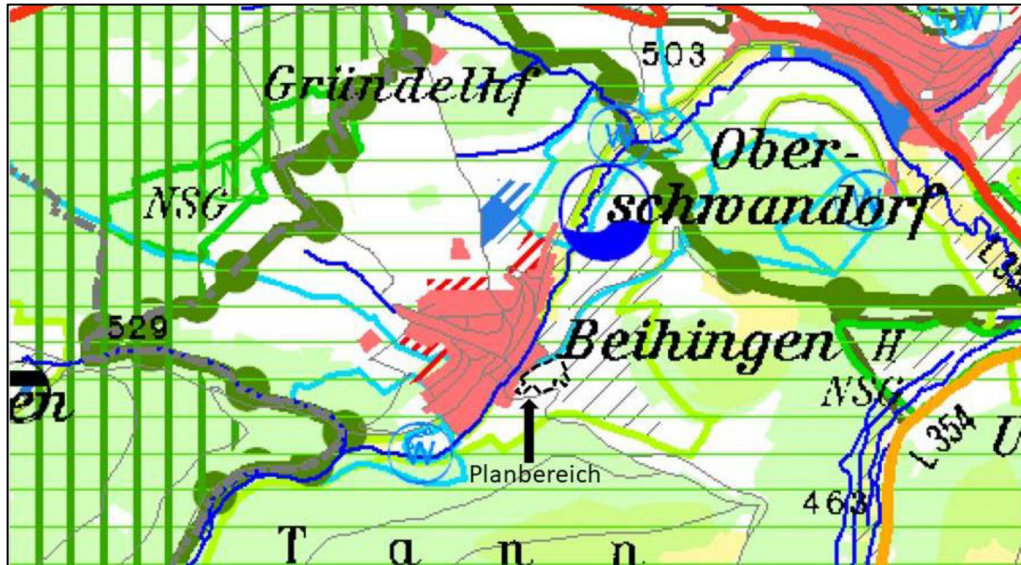 503
Gründelhf
W
N
Ober-
NSG
W
schwandorf
L 35
529
Beihingen
H
en
NSG
L 354
U
W
Planbereich
463
T a n n